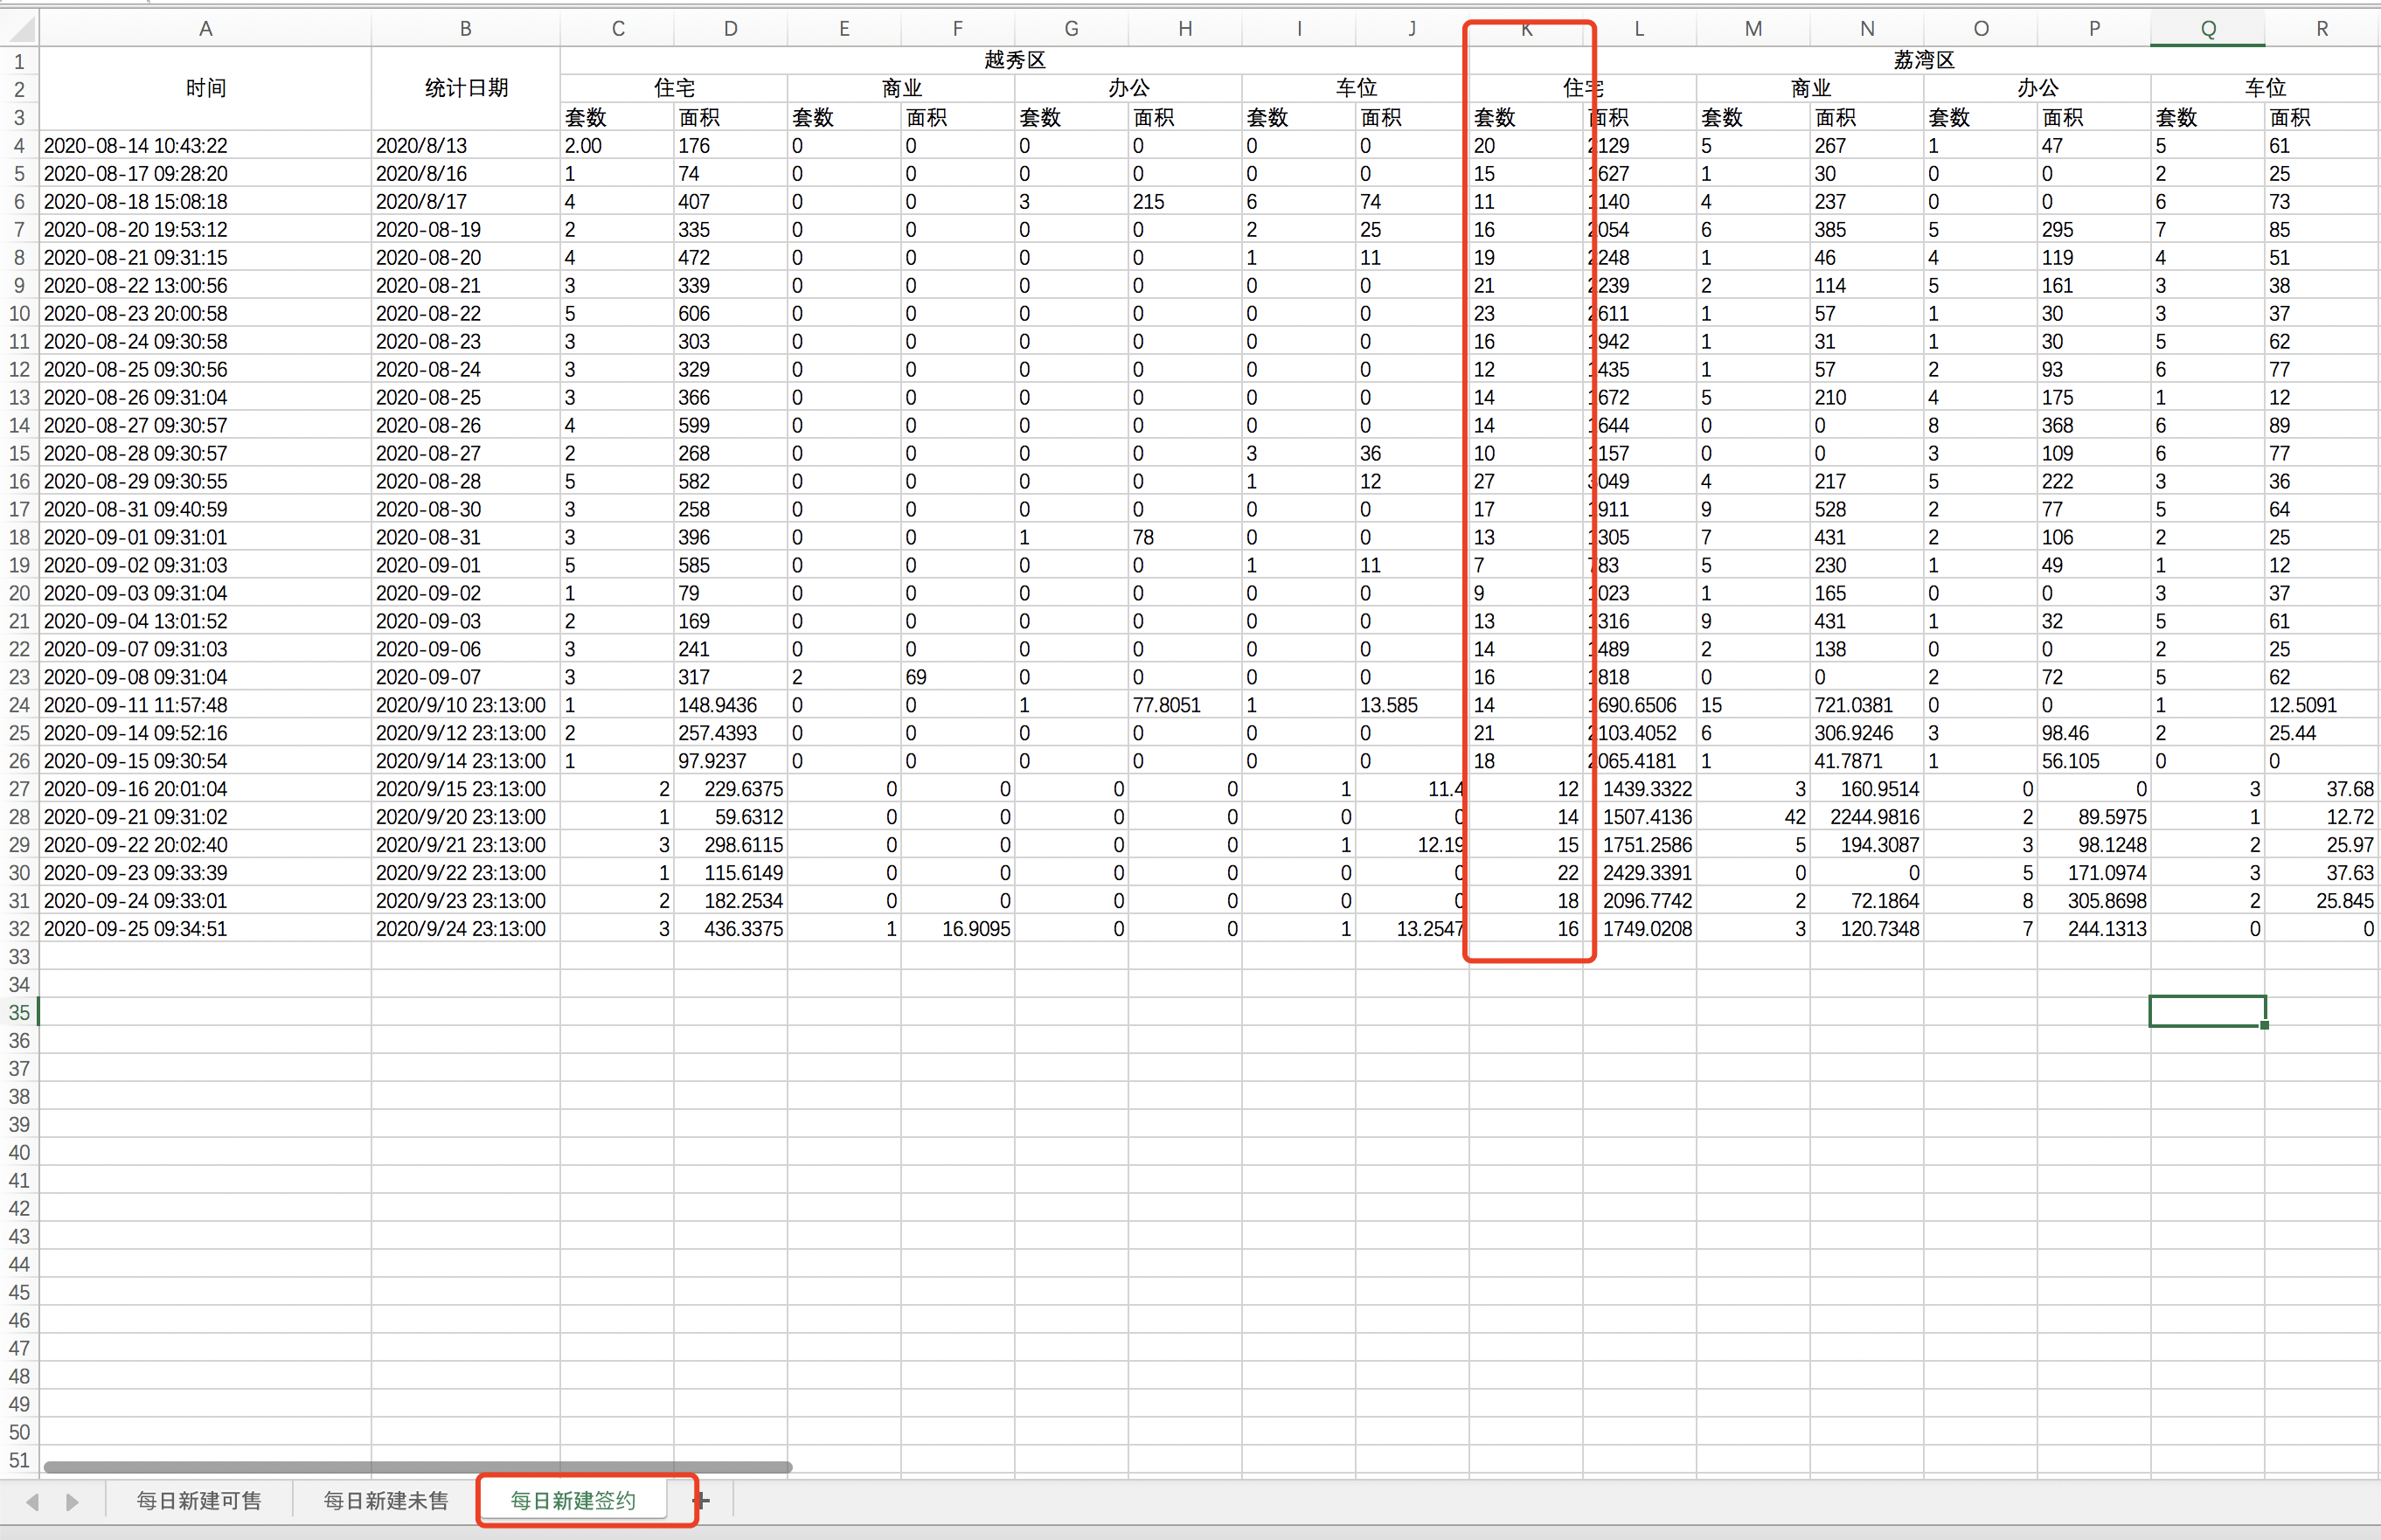 A B C D E F G H I J K L M N O P Q R
1 越秀区 荔湾区
2 时间 统计日期 住宅 商业 办公 车位 住宅 商业 办公 车位
3 套数 面积 套数 面积 套数 面积 套数 面积 套数 面积 套数 面积 套数 面积 套数 面积
4 2020-08-14 10:43:22 2020/8/13 2.00 176 0 0 0 0 0 0 20 2129 5 267 1 47 5 61
5 2020-08-17 09:28:20 2020/8/16 1 74 0 0 0 0 0 0 15 1627 1 30 0 0 2 25
6 2020-08-18 15:08:18 2020/8/17 4 407 0 0 3 215 6 74 11 1140 4 237 0 0 6 73
7 2020-08-20 19:53:12 2020-08-19 2 335 0 0 0 0 2 25 16 2054 6 385 5 295 7 85
8 2020-08-21 09:31:15 2020-08-20 4 472 0 0 0 0 1 11 19 2248 1 46 4 119 4 51
9 2020-08-22 13:00:56 2020-08-21 3 339 0 0 0 0 0 0 21 2239 2 114 5 161 3 38
10 2020-08-23 20:00:58 2020-08-22 5 606 0 0 0 0 0 0 23 2611 1 57 1 30 3 37
11 2020-08-24 09:30:58 2020-08-23 3 303 0 0 0 0 0 0 16 1942 1 31 1 30 5 62
12 2020-08-25 09:30:56 2020-08-24 3 329 0 0 0 0 0 0 12 1435 1 57 2 93 6 77
13 2020-08-26 09:31:04 2020-08-25 3 366 0 0 0 0 0 0 14 1672 5 210 4 175 1 12
14 2020-08-27 09:30:57 2020-08-26 4 599 0 0 0 0 0 0 14 1644 0 0 8 368 6 89
15 2020-08-28 09:30:57 2020-08-27 2 268 0 0 0 0 3 36 10 1157 0 0 3 109 6 77
16 2020-08-29 09:30:55 2020-08-28 5 582 0 0 0 0 1 12 27 3049 4 217 5 222 3 36
17 2020-08-31 09:40:59 2020-08-30 3 258 0 0 0 0 0 0 17 1911 9 528 2 77 5 64
18 2020-09-01 09:31:01 2020-08-31 3 396 0 0 1 78 0 0 13 1305 7 431 2 106 2 25
19 2020-09-02 09:31:03 2020-09-01 5 585 0 0 0 0 1 11 7 783 5 230 1 49 1 12
20 2020-09-03 09:31:04 2020-09-02 1 79 0 0 0 0 0 0 9 1023 1 165 0 0 3 37
21 2020-09-04 13:01:52 2020-09-03 2 169 0 0 0 0 0 0 13 1316 9 431 1 32 5 61
22 2020-09-07 09:31:03 2020-09-06 3 241 0 0 0 0 0 0 14 1489 2 138 0 0 2 25
23 2020-09-08 09:31:04 2020-09-07 3 317 2 69 0 0 0 0 16 1818 0 0 2 72 5 62
24 2020-09-11 11:57:48 2020/9/10 23:13:00 1 148.9436 0 0 1 77.8051 1 13.585 14 1690.6506 15 721.0381 0 0 1 12.5091
25 2020-09-14 09:52:16 2020/9/12 23:13:00 2 257.4393 0 0 0 0 0 0 21 2103.4052 6 306.9246 3 98.46 2 25.44
26 2020-09-15 09:30:54 2020/9/14 23:13:00 1 97.9237 0 0 0 0 0 0 18 2065.4181 1 41.7871 1 56.105 0 0
27 2020-09-16 20:01:04 2020/9/15 23:13:00 2 229.6375 0 0 0 0 1 11.4 12 1439.3322 3 160.9514 0 0 3 37.68
28 2020-09-21 09:31:02 2020/9/20 23:13:00 1 59.6312 0 0 0 0 0 0 14 1507.4136 42 2244.9816 2 89.5975 1 12.72
29 2020-09-22 20:02:40 2020/9/21 23:13:00 3 298.6115 0 0 0 0 1 12.19 15 1751.2586 5 194.3087 3 98.1248 2 25.97
30 2020-09-23 09:33:39 2020/9/22 23:13:00 1 115.6149 0 0 0 0 0 0 22 2429.3391 0 0 5 171.0974 3 37.63
31 2020-09-24 09:33:01 2020/9/23 23:13:00 2 182.2534 0 0 0 0 0 0 18 2096.7742 2 72.1864 8 305.8698 2 25.845
32 2020-09-25 09:34:51 2020/9/24 23:13:00 3 436.3375 1 16.9095 0 0 1 13.2547 16 1749.0208 3 120.7348 7 244.1313 0 0
33
34
35
36
37
38
39
40
41
42
43
44
45
46
47
48
49
50
51
每日新建可售 每日新建未售 每日新建签约 +